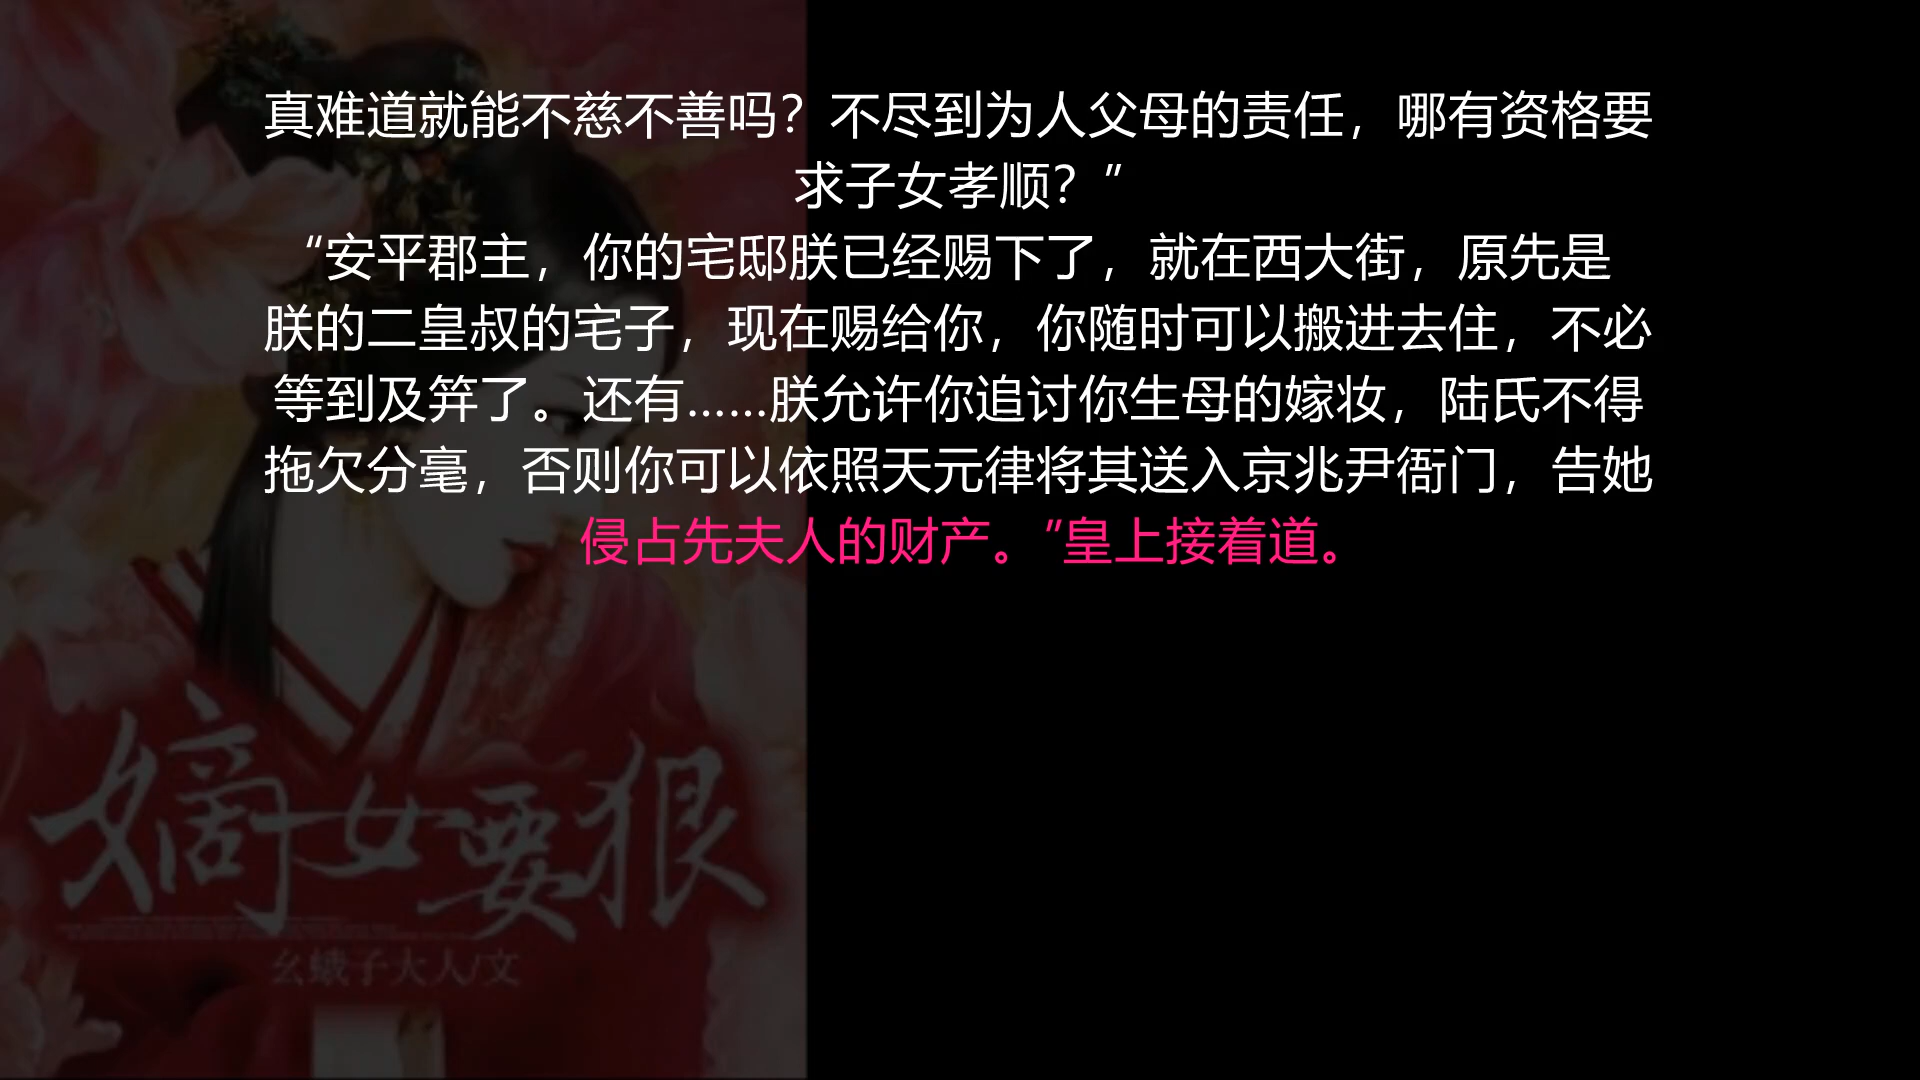 真难道就能不慈不善吗？不尽到为人父母的责任，哪有资格要
求子女孝顺？”
“安平郡主，你的宅邸朕已经赐下了，就在西大街，原先是
朕的二皇叔的宅子，现在赐给你，你随时可以搬进去住，不必
等到及笄了。还有……朕允许你追讨你生母的嫁妆，陆氏不得
拖欠分毫，否则你可以依照天元律将其送入京兆尹衙门，告她
侵占先夫人的财产。”皇上接着道。
嫡女要狠
幺蛾子大人/文